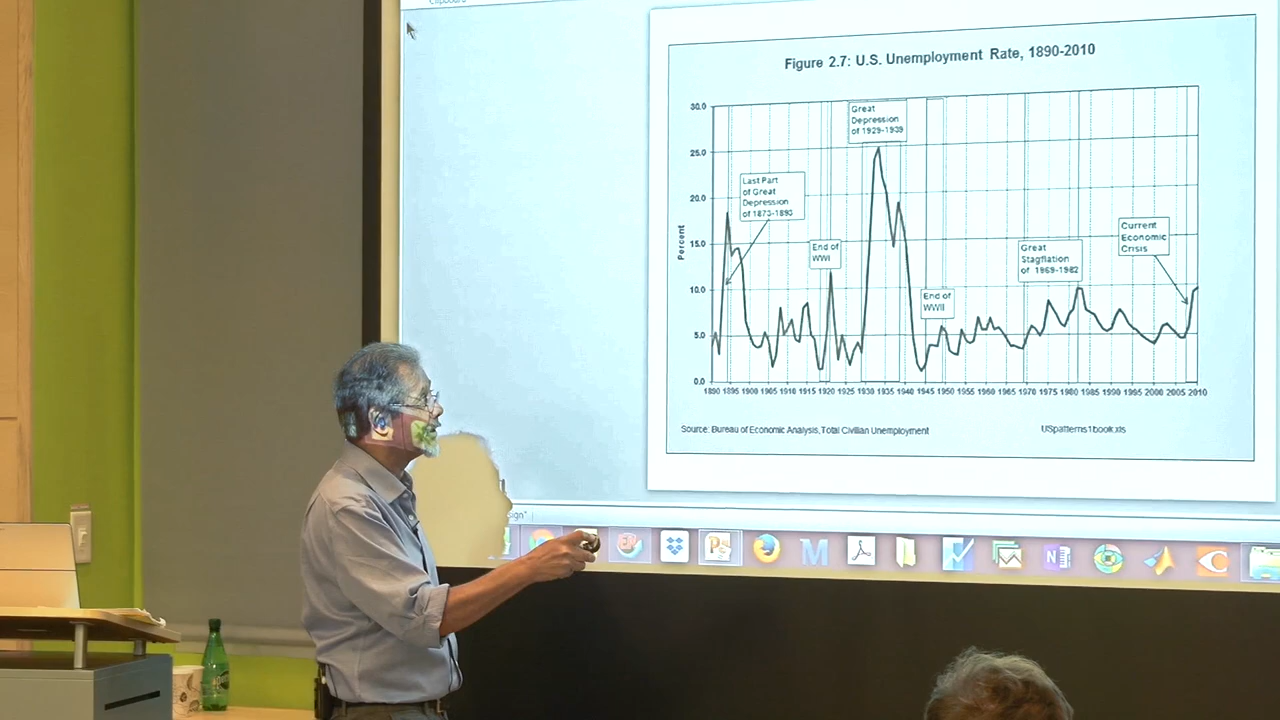 Clipboard
Figure 2.7: U.S. Unemployment Rate, 1890-2010
30.0
25.0
20.0
15.0
10.0
5.0
0.0
Percent
Great
Depression
of 1929-1939
Last Part
of Great
Depression
of 1873-1893
End of
WWI
End of
WWII
Great
Stagflation
of 1969-1982
Current
Economic
Crisis
1890 1895 1900 1905 1910 1915 1920 1925 1930 1935 1940 1945 1950 1955 1960 1965 1970 1975 1980 1985 1990 1995 2000 2005 2010
Source: Bureau of Economic Analysis, Total Civilian Unemployment
USpatterns1book.xls
M
N
C